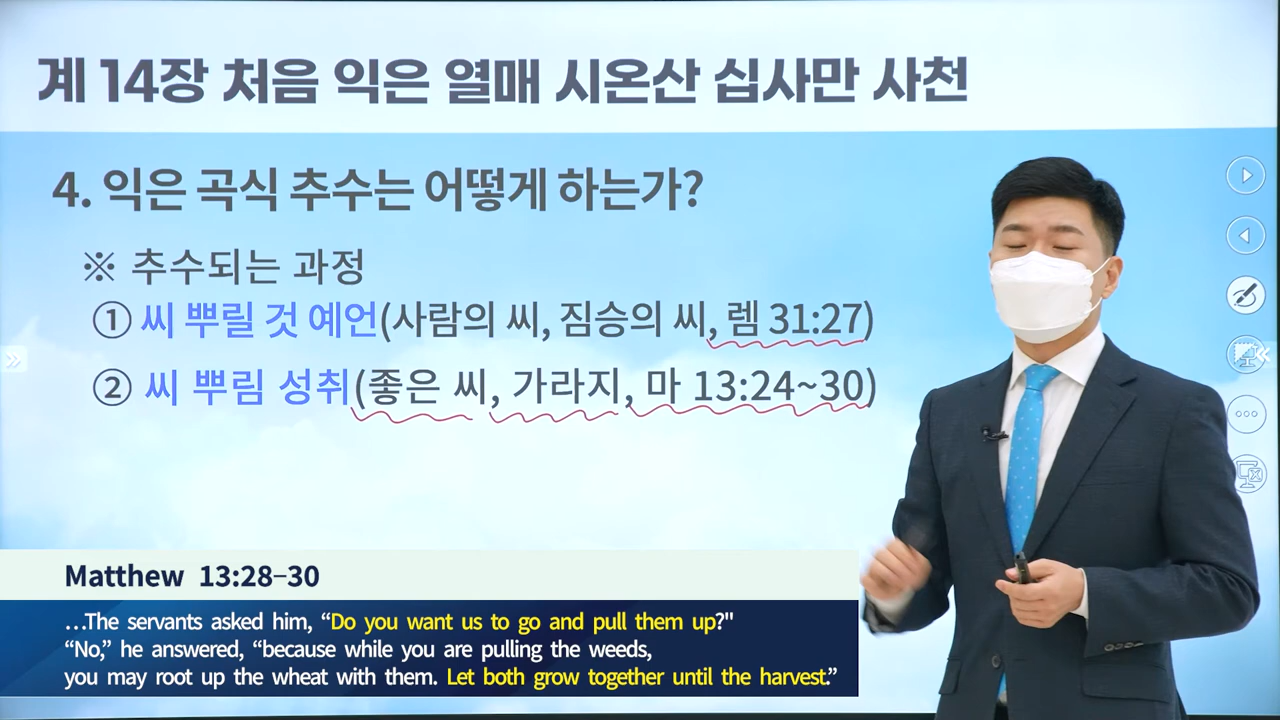 계 14장 처음 익은 열매 시온산 십사만 사천
4. 익은 곡식 추수는 어떻게 하는가?
※ 추수되는 과정
① 씨 뿌릴 것 예언(사람의 씨, 짐승의 씨, 렘 31:27)
② 씨 뿌림 성취(좋은 씨, 가라지, 마 13:24~30)
Matthew 13:28-30
…The servants asked him, “Do you want us to go and pull them up?"
“No,” he answered, “because while you are pulling the weeds,
you may root up the wheat with them. Let both grow together until the harvest.”